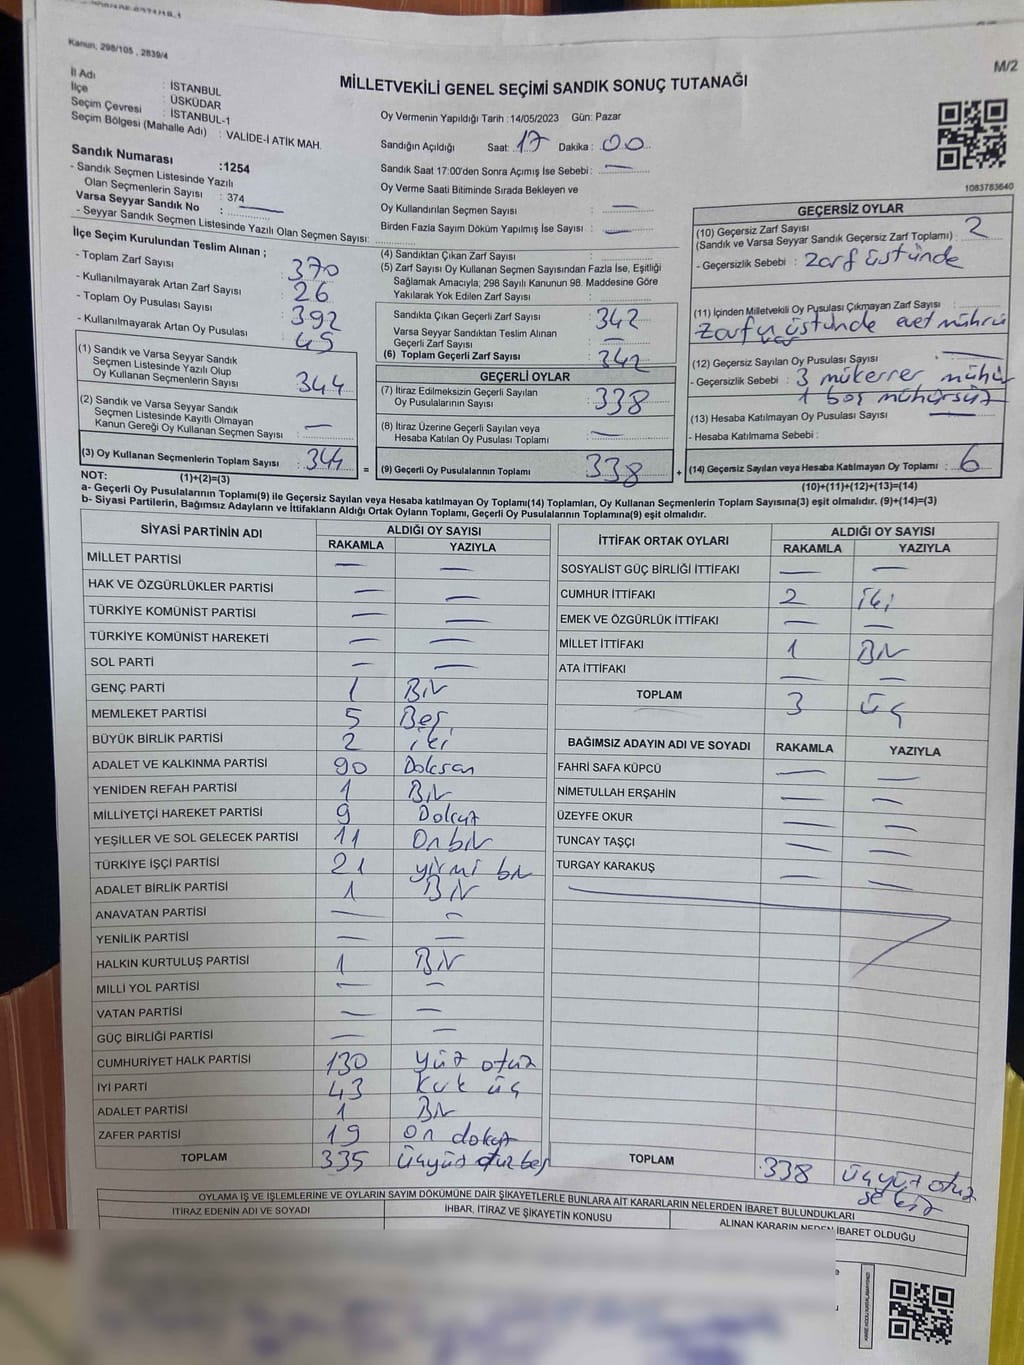 Kanun, 298/105 , 2839/4
M/2
MİLLETVEKİLİ GENEL SEÇİMİ SANDIK SONUÇ TUTANAĞI
İl Adı : İSTANBUL
İlçe : ÜSKÜDAR
Seçim Çevresi : İSTANBUL-1
Seçim Bölgesi (Mahalle Adı) : VALİDE-İ ATİK MAH.
Sandık Numarası :1254
- Sandık Seçmen Listesinde Yazılı
Olan Seçmenlerin Sayısı : 374
Varsa Seyyar Sandık No : —
- Seyyar Sandık Seçmen Listesinde Yazılı Olan Seçmen Sayısı:
İlçe Seçim Kurulundan Teslim Alınan ;
- Toplam Zarf Sayısı : 370
- Kullanılmayarak Artan Zarf Sayısı : 26
- Toplam Oy Pusulası Sayısı : 392
- Kullanılmayarak Artan Oy Pusulası : 45
(1) Sandık ve Varsa Seyyar Sandık
Seçmen Listesinde Yazılı Olup
Oy Kullanan Seçmenlerin Sayısı : 344
(2) Sandık ve Varsa Seyyar Sandık
Seçmen Listesinde Kayıtlı Olmayan
Kanun Gereği Oy Kullanan Seçmen Sayısı : —
(3) Oy Kullanan Seçmenlerin Toplam Sayısı : 344
(1)+(2)=(3)
Oy Vermenin Yapıldığı Tarih :14/05/2023 Gün: Pazar
Sandığın Açıldığı Saat: 17 Dakika : 00
Sandık Saat 17:00'den Sonra Açımış İse Sebebi : —
Oy Verme Saati Bitiminde Sırada Bekleyen ve
Oy Kullandırılan Seçmen Sayısı : —
Birden Fazla Sayım Döküm Yapılmış İse Sayısı : —
(4) Sandıktan Çıkan Zarf Sayısı :
(5) Zarf Sayısı Oy Kullanan Seçmen Sayısından Fazla İse, Eşitliği
Sağlamak Amacıyla; 298 Sayılı Kanunun 98. Maddesine Göre
Yakılarak Yok Edilen Zarf Sayısı :
Sandıkta Çıkan Geçerli Zarf Sayısı : 342
Varsa Seyyar Sandıktan Teslim Alınan
Geçerli Zarf Sayısı : —
(6) Toplam Geçerli Zarf Sayısı : 342
GEÇERLİ OYLAR
(7) İtiraz Edilmeksizin Geçerli Sayılan
Oy Pusulalarının Sayısı : 338
(8) İtiraz Üzerine Geçerli Sayılan veya
Hesaba Katılan Oy Pusulası Toplamı : —
= (9) Geçerli Oy Pusulalarının Toplamı : 338 +
1083783640
GEÇERSİZ OYLAR
(10) Geçersiz Zarf Sayısı
(Sandık ve Varsa Seyyar Sandık Geçersiz Zarf Toplamı) : 2
- Geçersizlik Sebebi : Zarf üstünde
(11) İçinden Milletvekili Oy Pusulası Çıkmayan Zarf Sayısı :
Zarfın üstünde evet mührü
var
(12) Geçersiz Sayılan Oy Pusulası Sayısı : —
- Geçersizlik Sebebi : 3 mükerrer mühür
1 boş mühürsüz
(13) Hesaba Katılmayan Oy Pusulası Sayısı : —
- Hesaba Katılmama Sebebi :
(14) Geçersiz Sayılan veya Hesaba Katılmayan Oy Toplamı : 6
(10)+(11)+(12)+(13)=(14)
NOT:
a- Geçerli Oy Pusulalarının Toplamı(9) ile Geçersiz Sayılan veya Hesaba katılmayan Oy Toplamı(14) Toplamları, Oy Kullanan Seçmenlerin Toplam Sayısına(3) eşit olmalıdır. (9)+(14)=(3)
b- Siyasi Partilerin, Bağımsız Adayların ve İttifakların Aldığı Ortak Oyların Toplamı, Geçerli Oy Pusulalarının Toplamına(9) eşit olmalıdır.
SİYASİ PARTİNİN ADI ALDIĞI OY SAYISI
RAKAMLA YAZIYLA
MİLLET PARTİSİ — —
HAK VE ÖZGÜRLÜKLER PARTİSİ — —
TÜRKİYE KOMÜNİST PARTİSİ — —
TÜRKİYE KOMÜNİST HAREKETİ — —
SOL PARTİ — —
GENÇ PARTİ 1 Bir
MEMLEKET PARTİSİ 5 Beş
BÜYÜK BİRLİK PARTİSİ 2 iki
ADALET VE KALKINMA PARTİSİ 90 Doksan
YENİDEN REFAH PARTİSİ 1 Bir
MİLLİYETÇİ HAREKET PARTİSİ 9 Dokuz
YEŞİLLER VE SOL GELECEK PARTİSİ 11 On bir
TÜRKİYE İŞÇİ PARTİSİ 21 yirmi bir
ADALET BİRLİK PARTİSİ 1 Bir
ANAVATAN PARTİSİ — —
YENİLİK PARTİSİ — —
HALKIN KURTULUŞ PARTİSİ 1 Bir
MİLLİ YOL PARTİSİ — —
VATAN PARTİSİ — —
GÜÇ BİRLİĞİ PARTİSİ — —
CUMHURİYET HALK PARTİSİ 130 Yüz otuz
İYİ PARTİ 43 Kırk üç
ADALET PARTİSİ 1 Bir
ZAFER PARTİSİ 19 On dokuz
TOPLAM 335 üçyüz otuz beş
İTTİFAK ORTAK OYLARI ALDIĞI OY SAYISI
RAKAMLA YAZIYLA
SOSYALİST GÜÇ BİRLİĞİ İTTİFAKI — —
CUMHUR İTTİFAKI 2 iki
EMEK VE ÖZGÜRLÜK İTTİFAKI — —
MİLLET İTTİFAKI 1 Bir
ATA İTTİFAKI — —
TOPLAM 3 üç
BAĞIMSIZ ADAYIN ADI VE SOYADI RAKAMLA YAZIYLA
FAHRİ SAFA KÜPCÜ — —
NİMETULLAH ERŞAHİN — —
ÜZEYFE OKUR — —
TUNCAY TAŞÇI — —
TURGAY KARAKUŞ — —
TOPLAM 338 üçyüz otuz
sekiz
OYLAMA İŞ VE İŞLEMLERİNE VE OYLARIN SAYIM DÖKÜMÜNE DAİR ŞİKAYETLERLE BUNLARA AİT KARARLARIN NELERDEN İBARET BULUNDUKLARI
İTİRAZ EDENİN ADI VE SOYADI İHBAR, İTİRAZ VE ŞİKAYETİN KONUSU ALINAN KARARIN NEDEN İBARET OLDUĞU